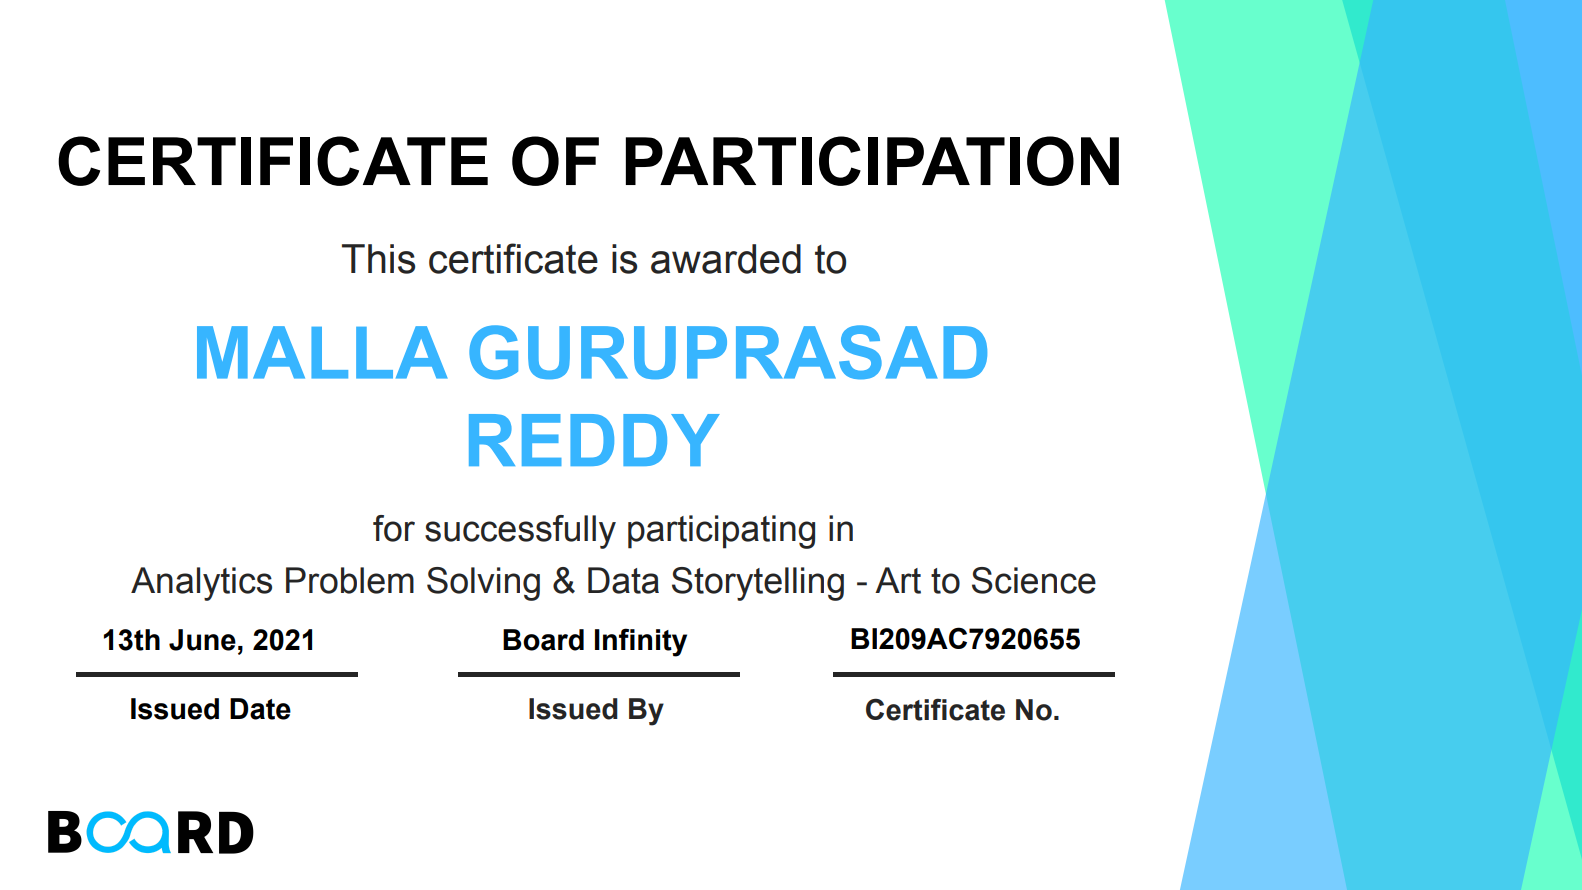 CERTIFICATE OF PARTICIPATION
This certificate is awarded to
MALLA GURUPRASAD
REDDY
for successfully participating in
Analytics Problem Solving & Data Storytelling - Art to Science
13th June, 2021
Board Infinity
BI209AC7920655
Issued Date
Issued By
Certificate No.
BOARD